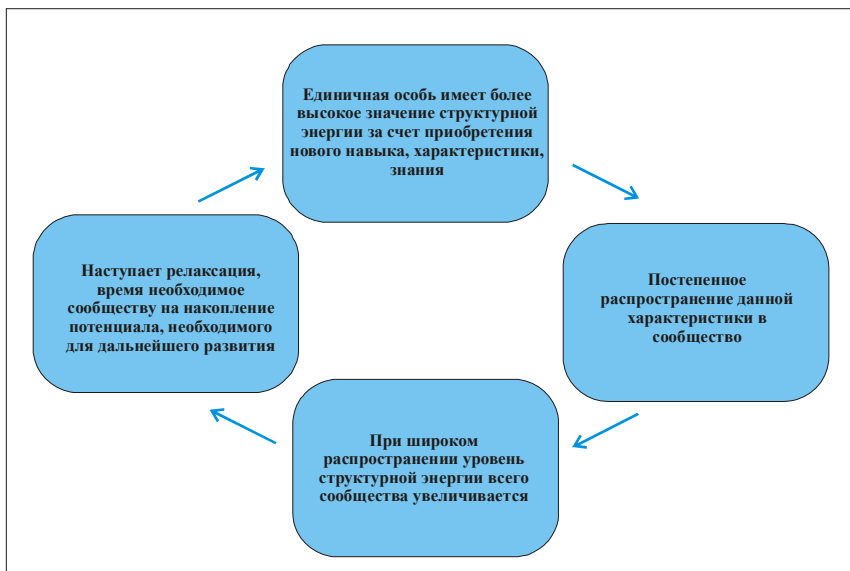 Единичная особь имеет более
высокое значение структурной
энергии за счет приобретения
нового навыка, характеристики,
знания
Постепенное
распространение данной
характеристики в
сообщество
При широком
распространении уровень
структурной энергии всего
сообщества увеличивается
Наступает релаксация,
время необходимое
сообществу на накопление
потенциала, необходимого
для дальнейшего развития